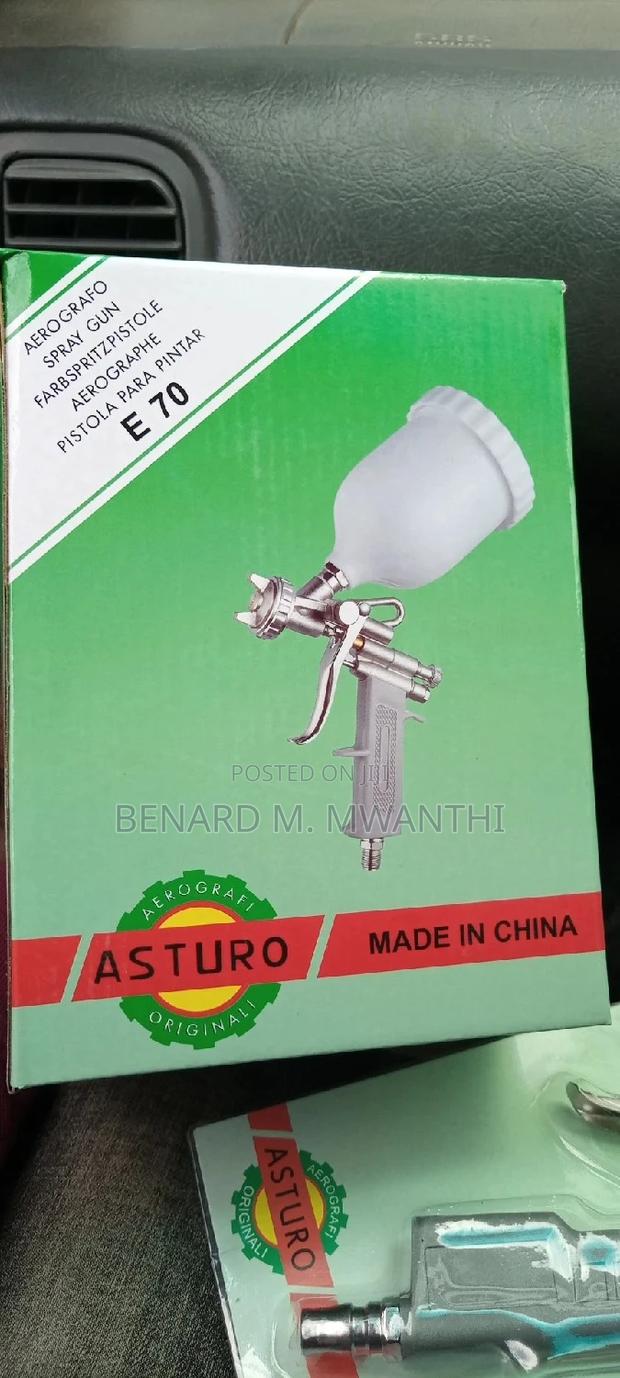 AEROGRAFO
SPRAY GUN
FARBSPRITZPISTOLE
AEROGRAPHE
PISTOLA PARA PINTAR
E 70
POSTED ON JIJI
BENARD M. MWANTHI
AEROGRAFI
ASTURO
ORIGINALI
MADE IN CHINA
AEROGRAFI
ASTURO
ORIGINALI